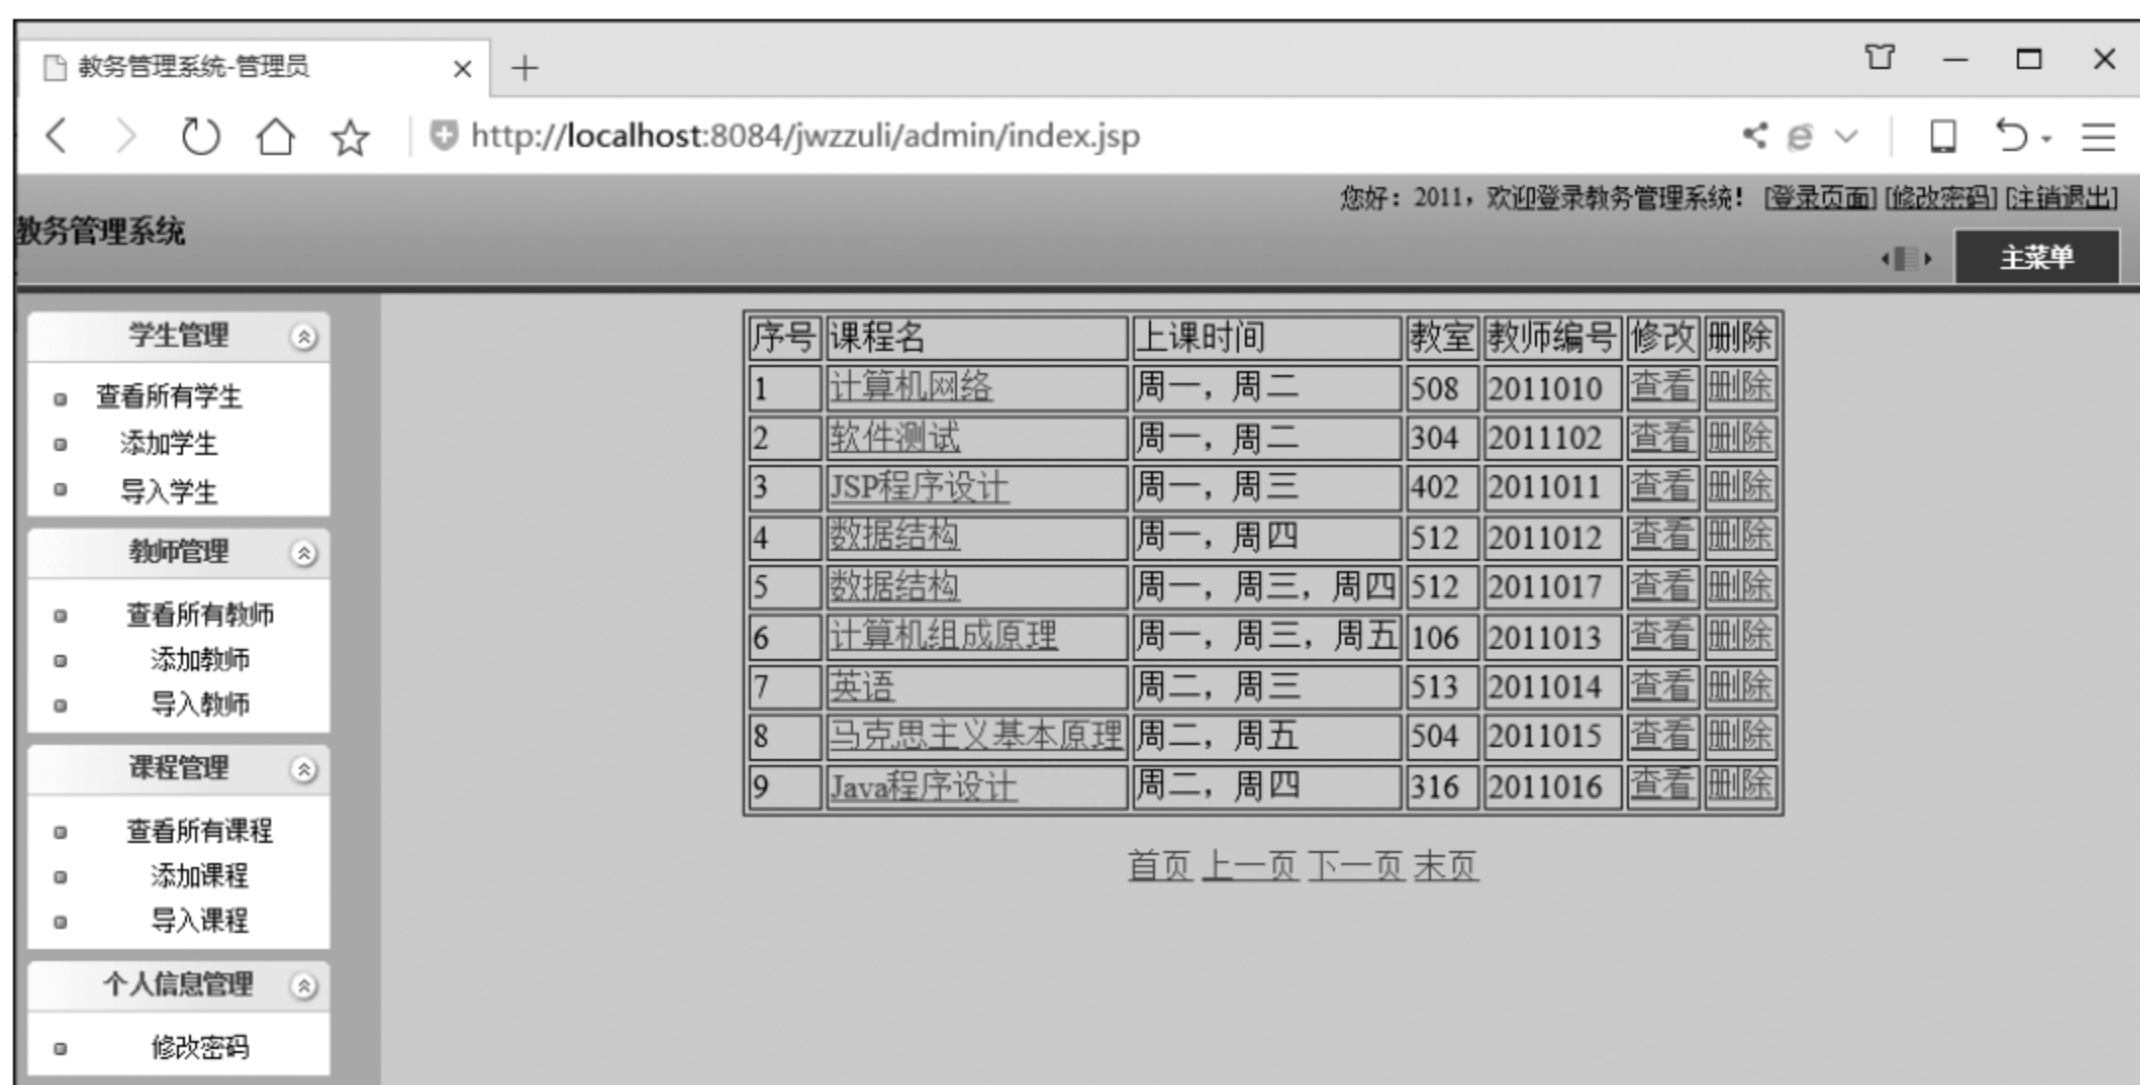 教务管理系统-管理员
http://localhost:8084/jwzzuli/admin/index.jsp
您好：2011，欢迎登录教务管理系统！ [登录页面] [修改密码] [注销退出]
教务管理系统
主菜单
学生管理
查看所有学生
添加学生
导入学生
教师管理
查看所有教师
添加教师
导入教师
课程管理
查看所有课程
添加课程
导入课程
个人信息管理
修改密码
序号 课程名 上课时间 教室 教师编号 修改 删除
1 计算机网络 周一，周二 508 2011010 查看 删除
2 软件测试 周一，周二 304 2011102 查看 删除
3 JSP程序设计 周一，周三 402 2011011 查看 删除
4 数据结构 周一，周四 512 2011012 查看 删除
5 数据结构 周一，周三，周四 512 2011017 查看 删除
6 计算机组成原理 周一，周三，周五 106 2011013 查看 删除
7 英语 周二，周三 513 2011014 查看 删除
8 马克思主义基本原理 周二，周五 504 2011015 查看 删除
9 Java程序设计 周二，周四 316 2011016 查看 删除
首页 上一页 下一页 末页